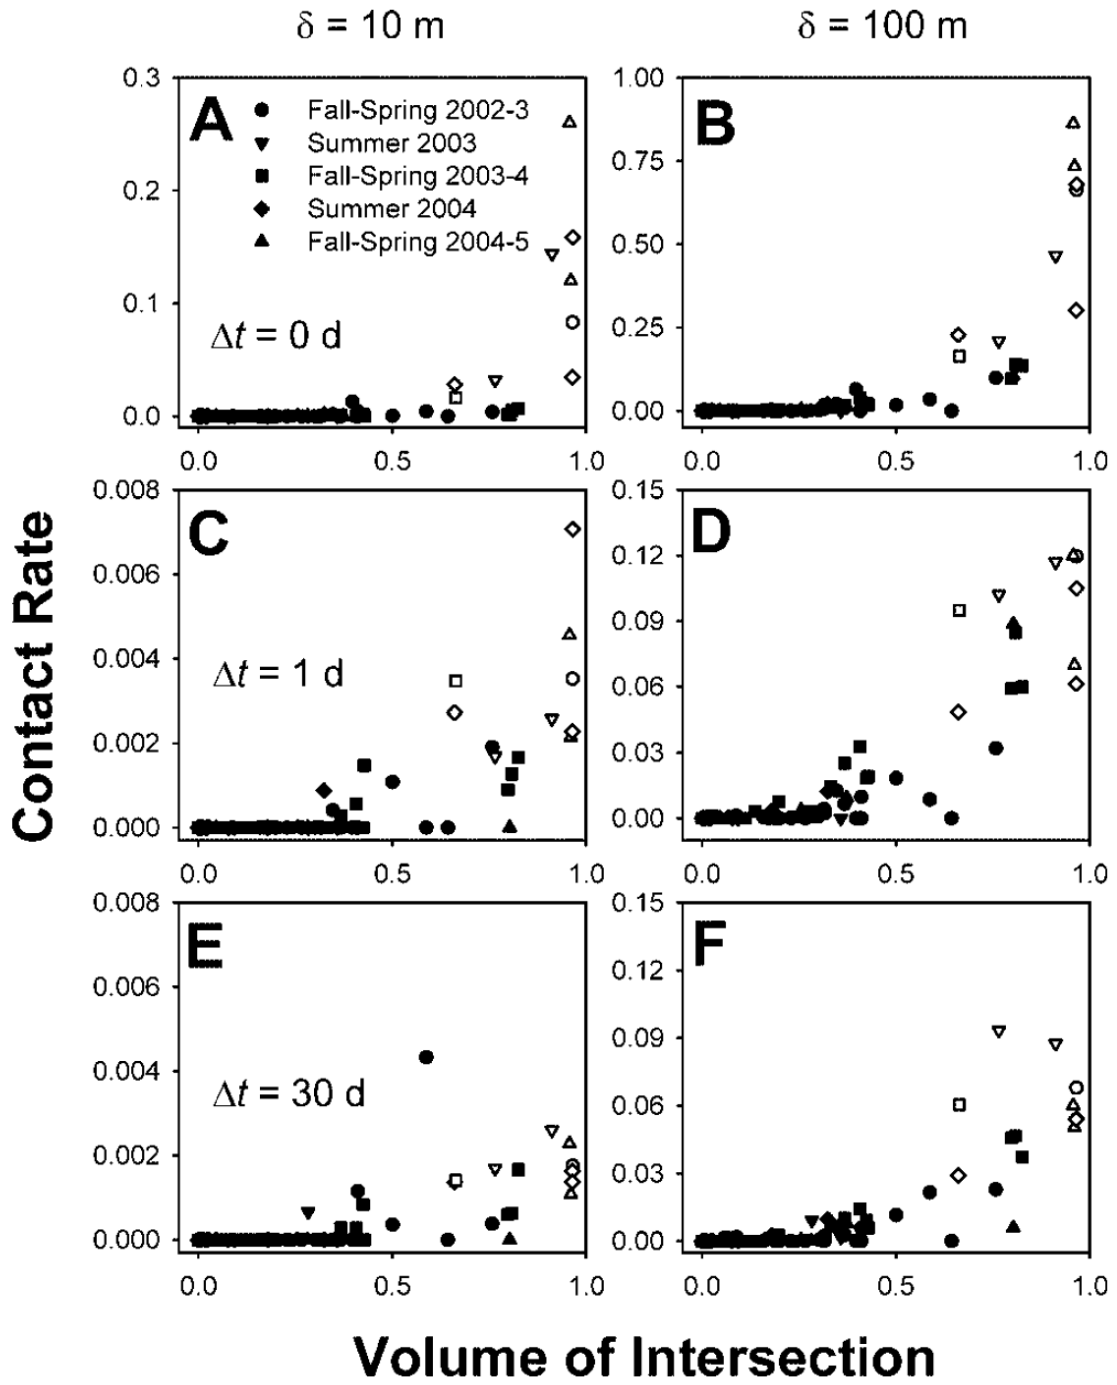 δ = 10 m
δ = 100 m
0.3
0.2
0.1
0.0
A
Fall-Spring 2002-3
Summer 2003
Fall-Spring 2003-4
Summer 2004
Fall-Spring 2004-5
Δt = 0 d
0.0 0.5 1.0
1.00
0.75
0.50
0.25
0.00
B
0.0 0.5 1.0
Contact Rate
0.008
0.006
0.004
0.002
0.000
C
Δt = 1 d
0.0 0.5 1.0
0.15
0.12
0.09
0.06
0.03
0.00
D
0.0 0.5 1.0
0.008
0.006
0.004
0.002
0.000
E
Δt = 30 d
0.0 0.5 1.0
0.15
0.12
0.09
0.06
0.03
0.00
F
0.0 0.5 1.0
Volume of Intersection